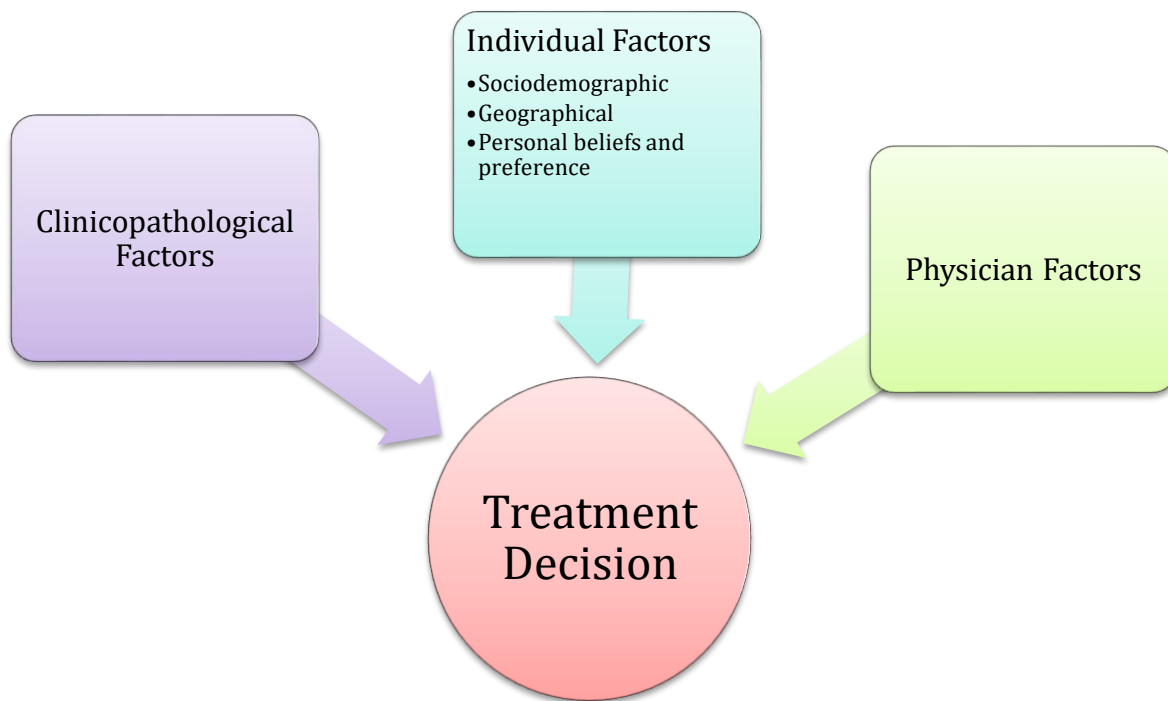 Individual Factors
•Sociodemographic
•Geographical
•Personal beliefs and
preference
Clinicopathological
Factors
Physician Factors
Treatment
Decision